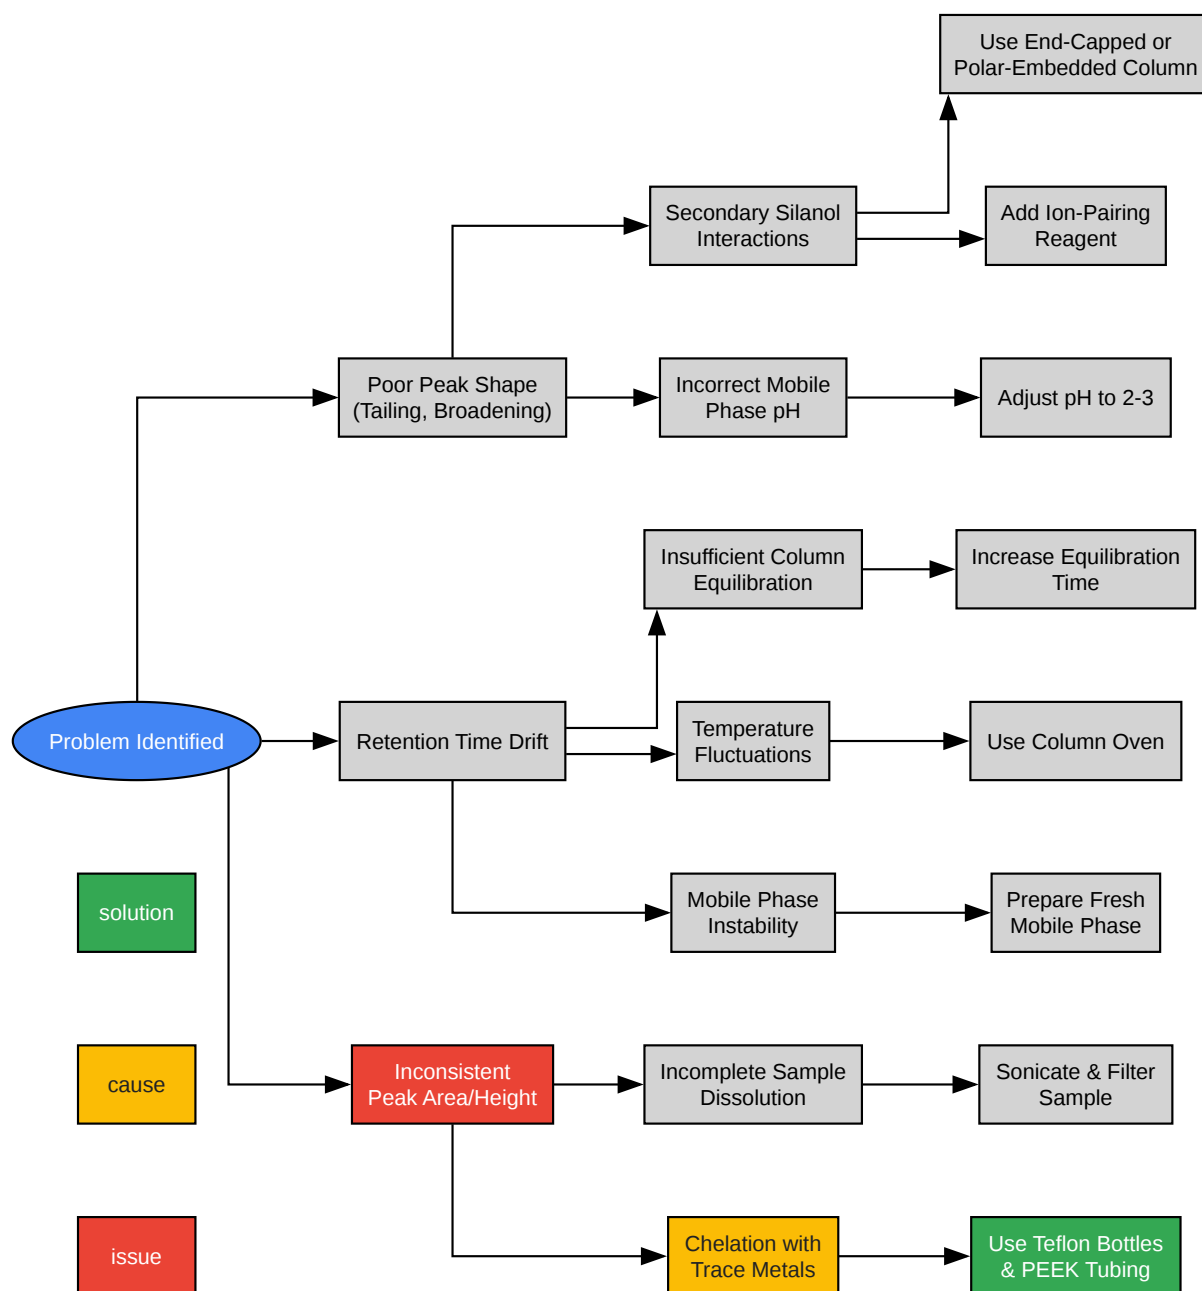 Use End-Capped or
Polar-Embedded Column
Secondary Silanol
Interactions
Add Ion-Pairing
Reagent
Poor Peak Shape
(Tailing, Broadening)
Incorrect Mobile
Phase pH
Adjust pH to 2-3
Insufficient Column
Equilibration
Increase Equilibration
Time
Problem Identified
Retention Time Drift
Temperature
Fluctuations
Use Column Oven
solution
Mobile Phase
Instability
Prepare Fresh
Mobile Phase
cause
Inconsistent
Peak Area/Height
Incomplete Sample
Dissolution
Sonicate & Filter
Sample
issue
Chelation with
Trace Metals
Use Teflon Bottles
& PEEK Tubing